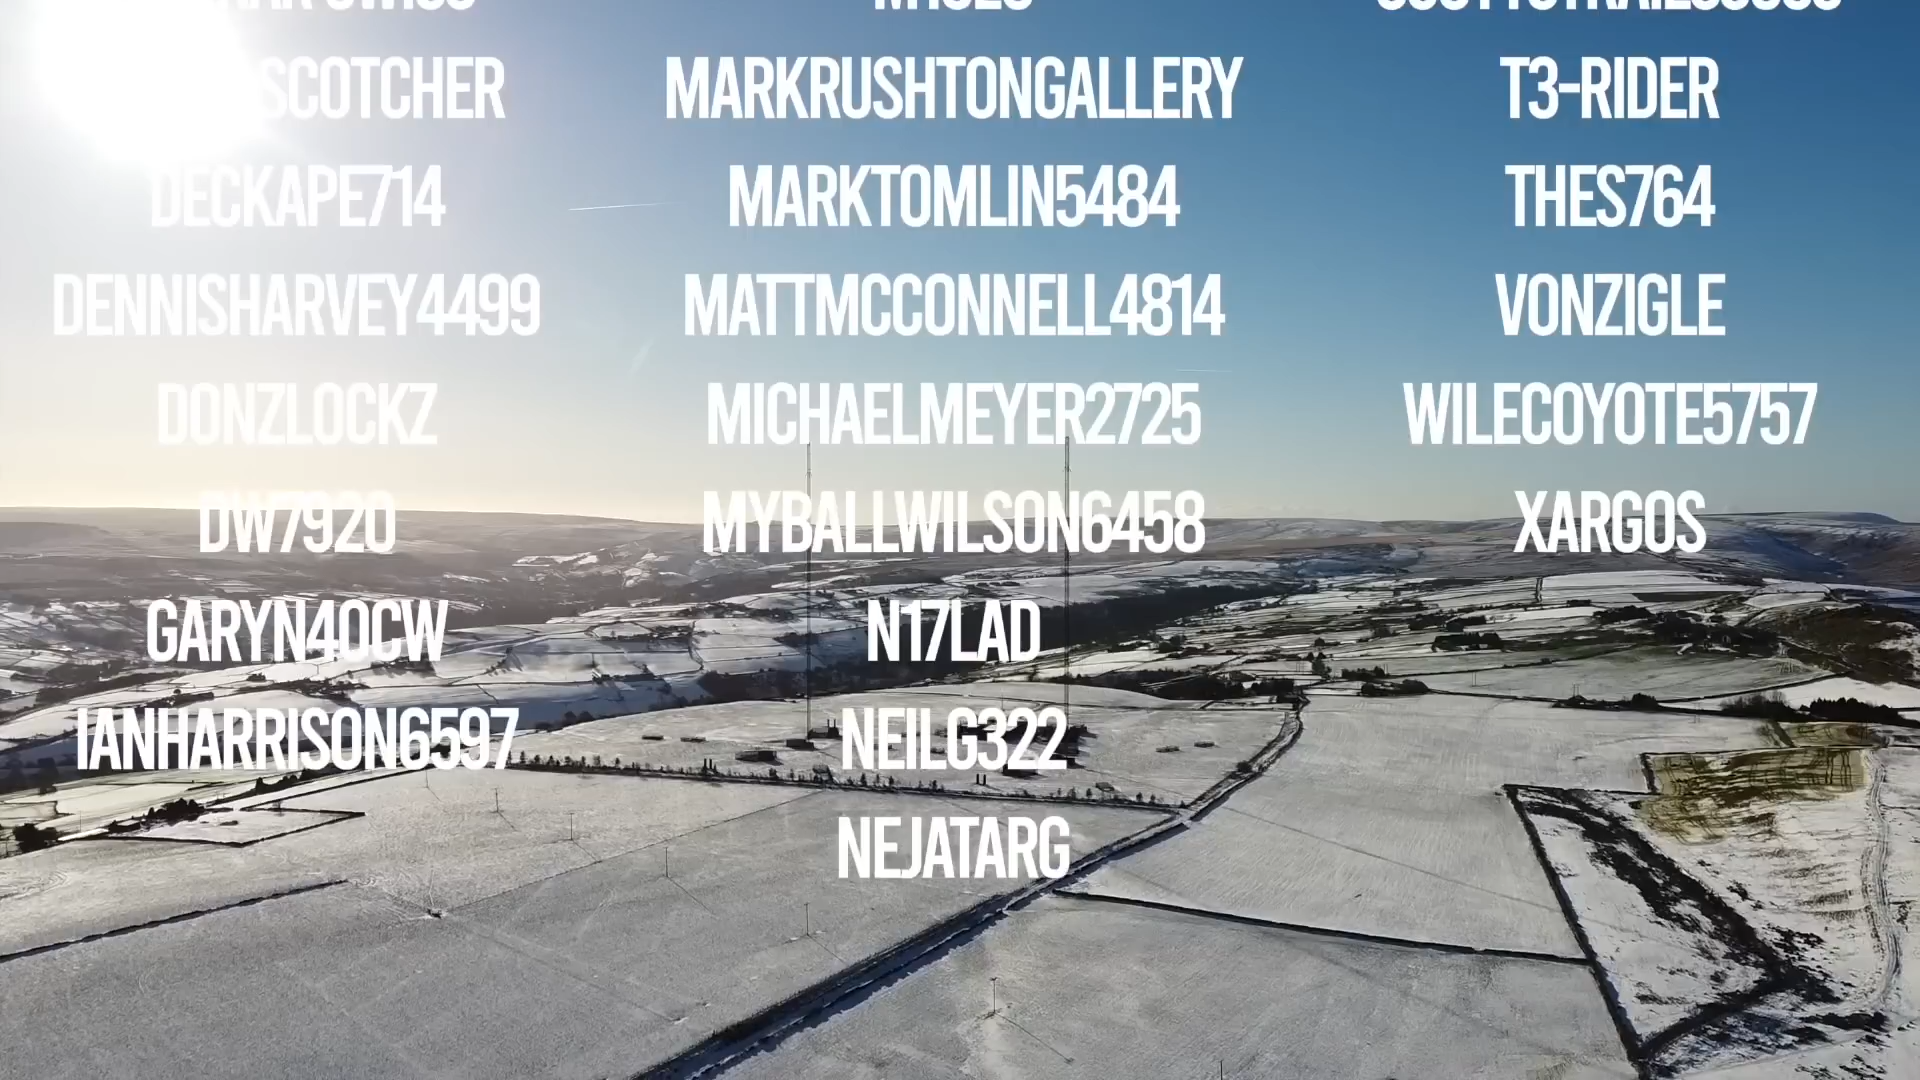 SCOTCHER
DECKAPE714
DENNISHARVEY4499
DONZLOCKZ
DW7920
GARYN40CW
IANHARRISON6597
MARKRUSHTONGALLERY
MARKTOMLIN5484
MATTMCCONNELL4814
MICHAELMEYER2725
MYBALLWILSON6458
N17LAD
NEILG322
NEJATARG
T3-RIDER
THES764
VONZIGLE
WILECOYOTE5757
XARGOS